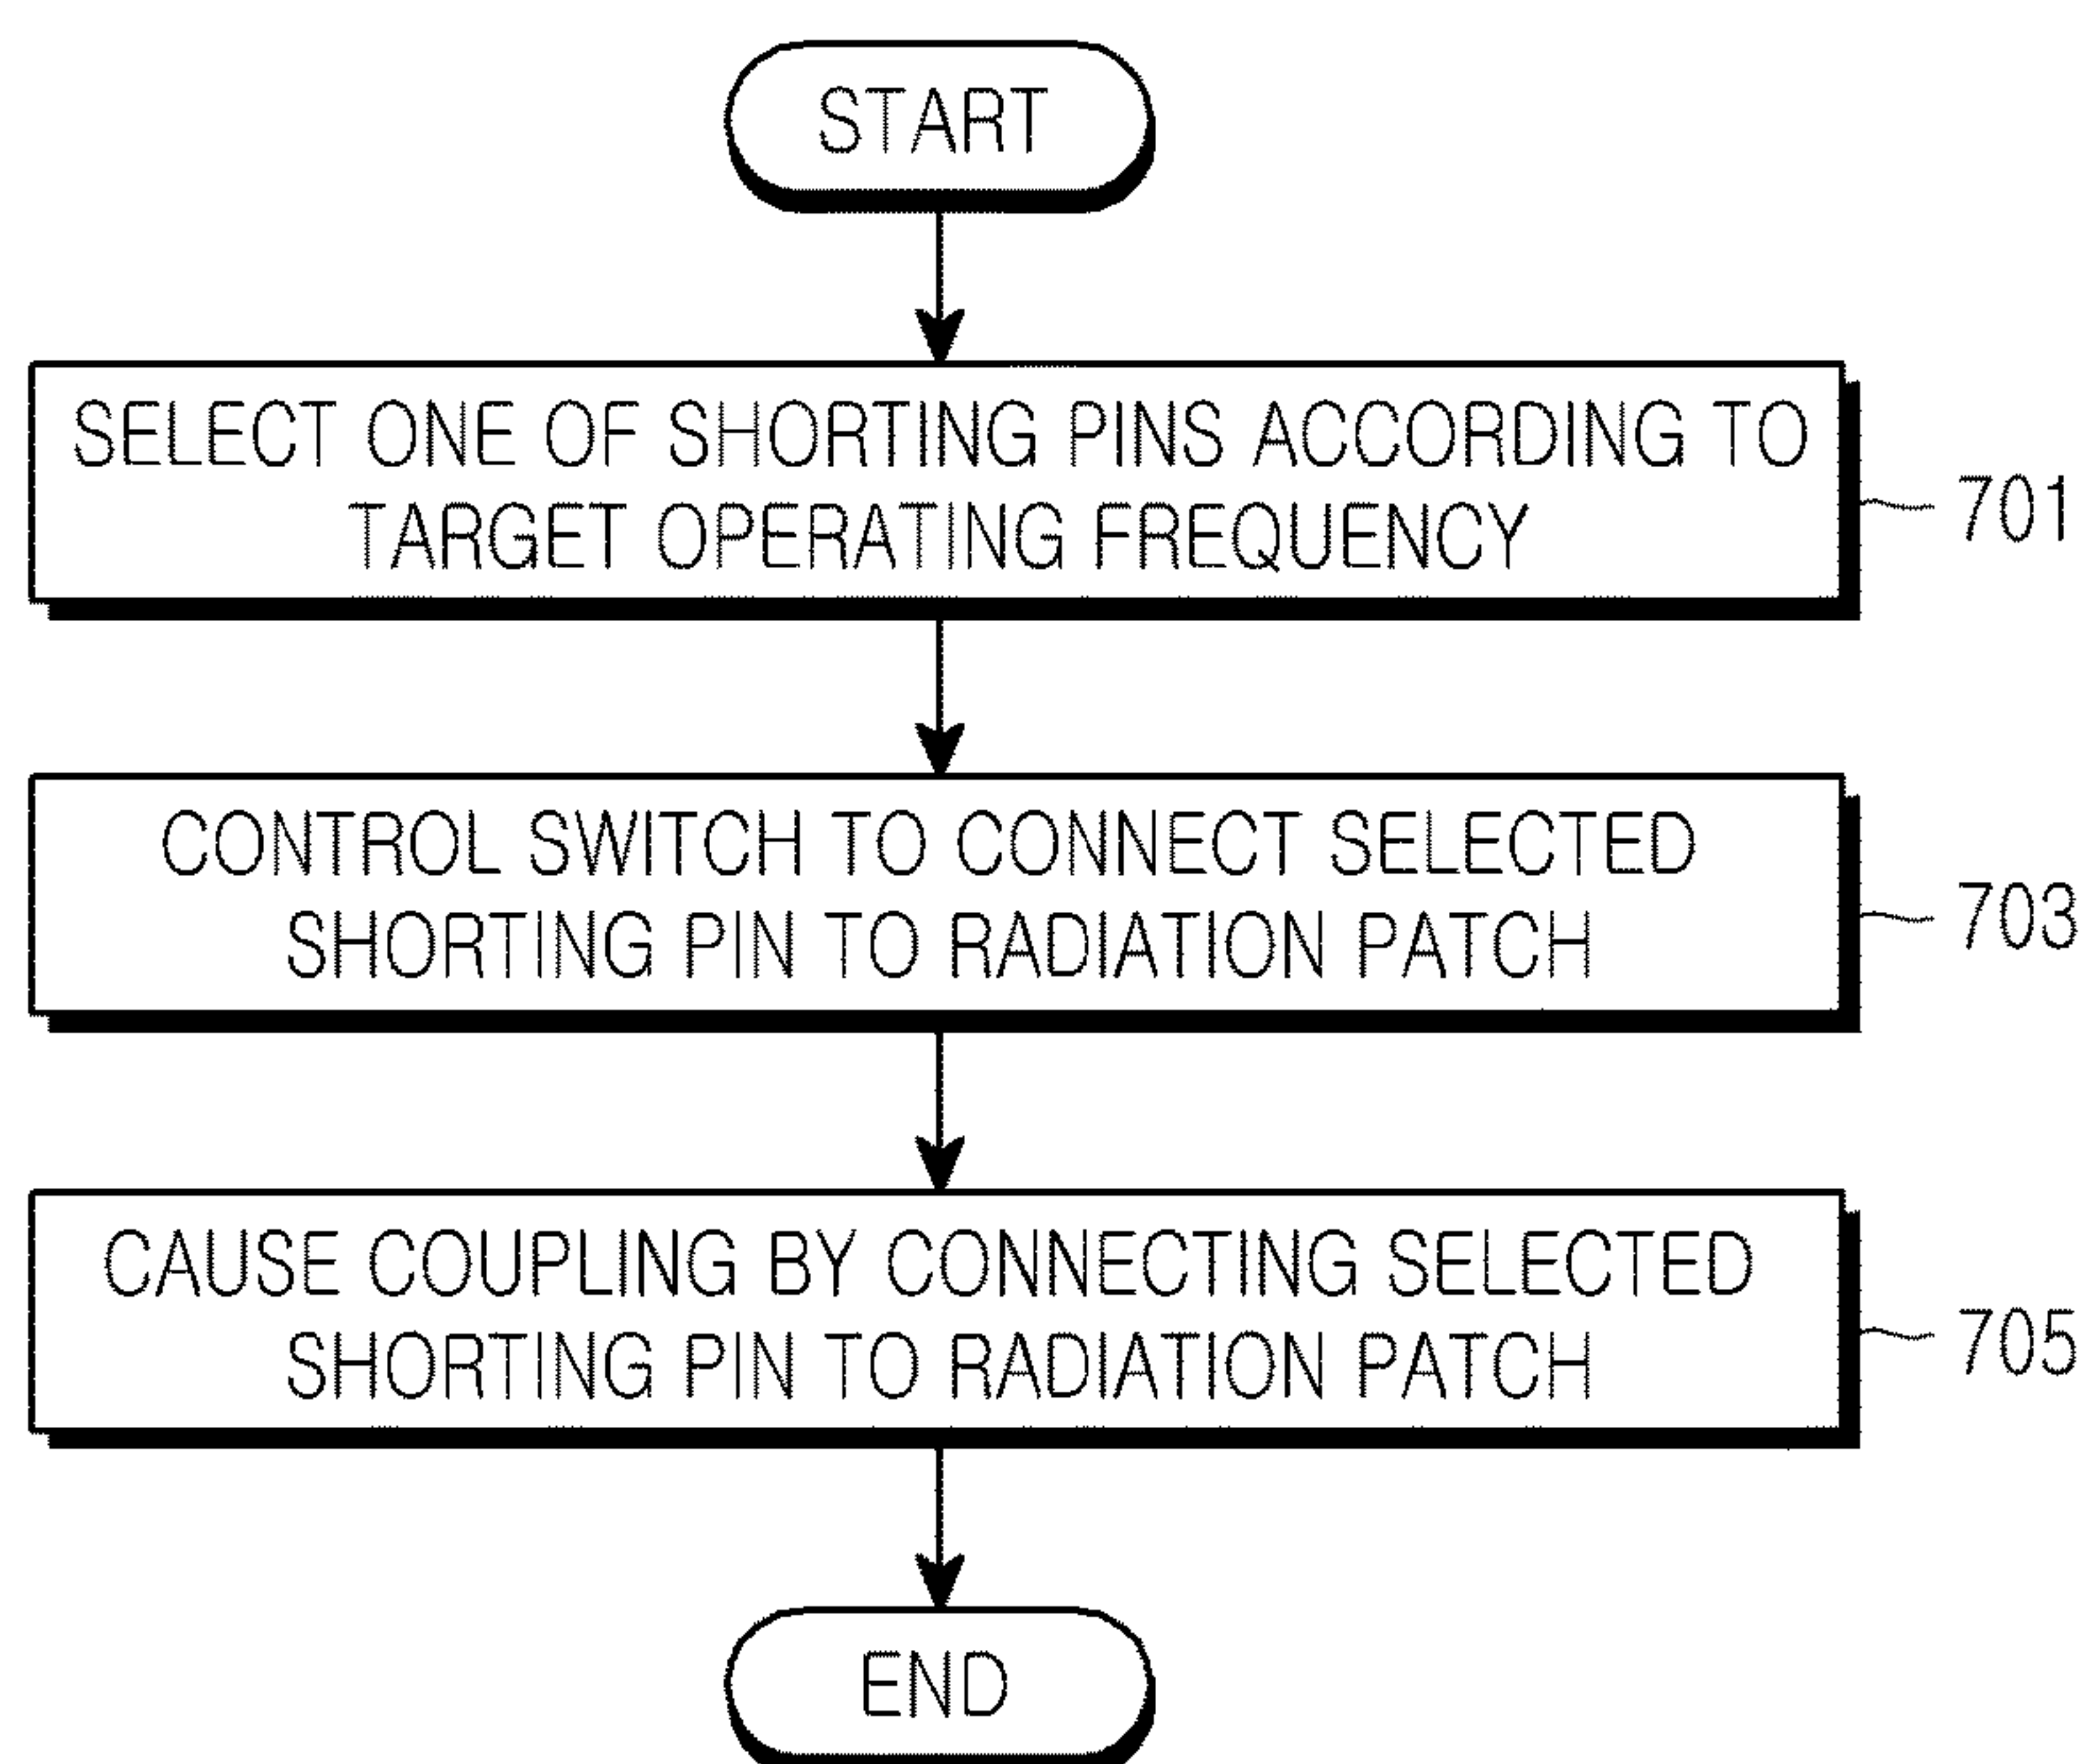 START
SELECT ONE OF SHORTING PINS ACCORDING TO
TARGET OPERATING FREQUENCY
701
CONTROL SWITCH TO CONNECT SELECTED
SHORTING PIN TO RADIATION PATCH
703
CAUSE COUPLING BY CONNECTING SELECTED
SHORTING PIN TO RADIATION PATCH
705
END